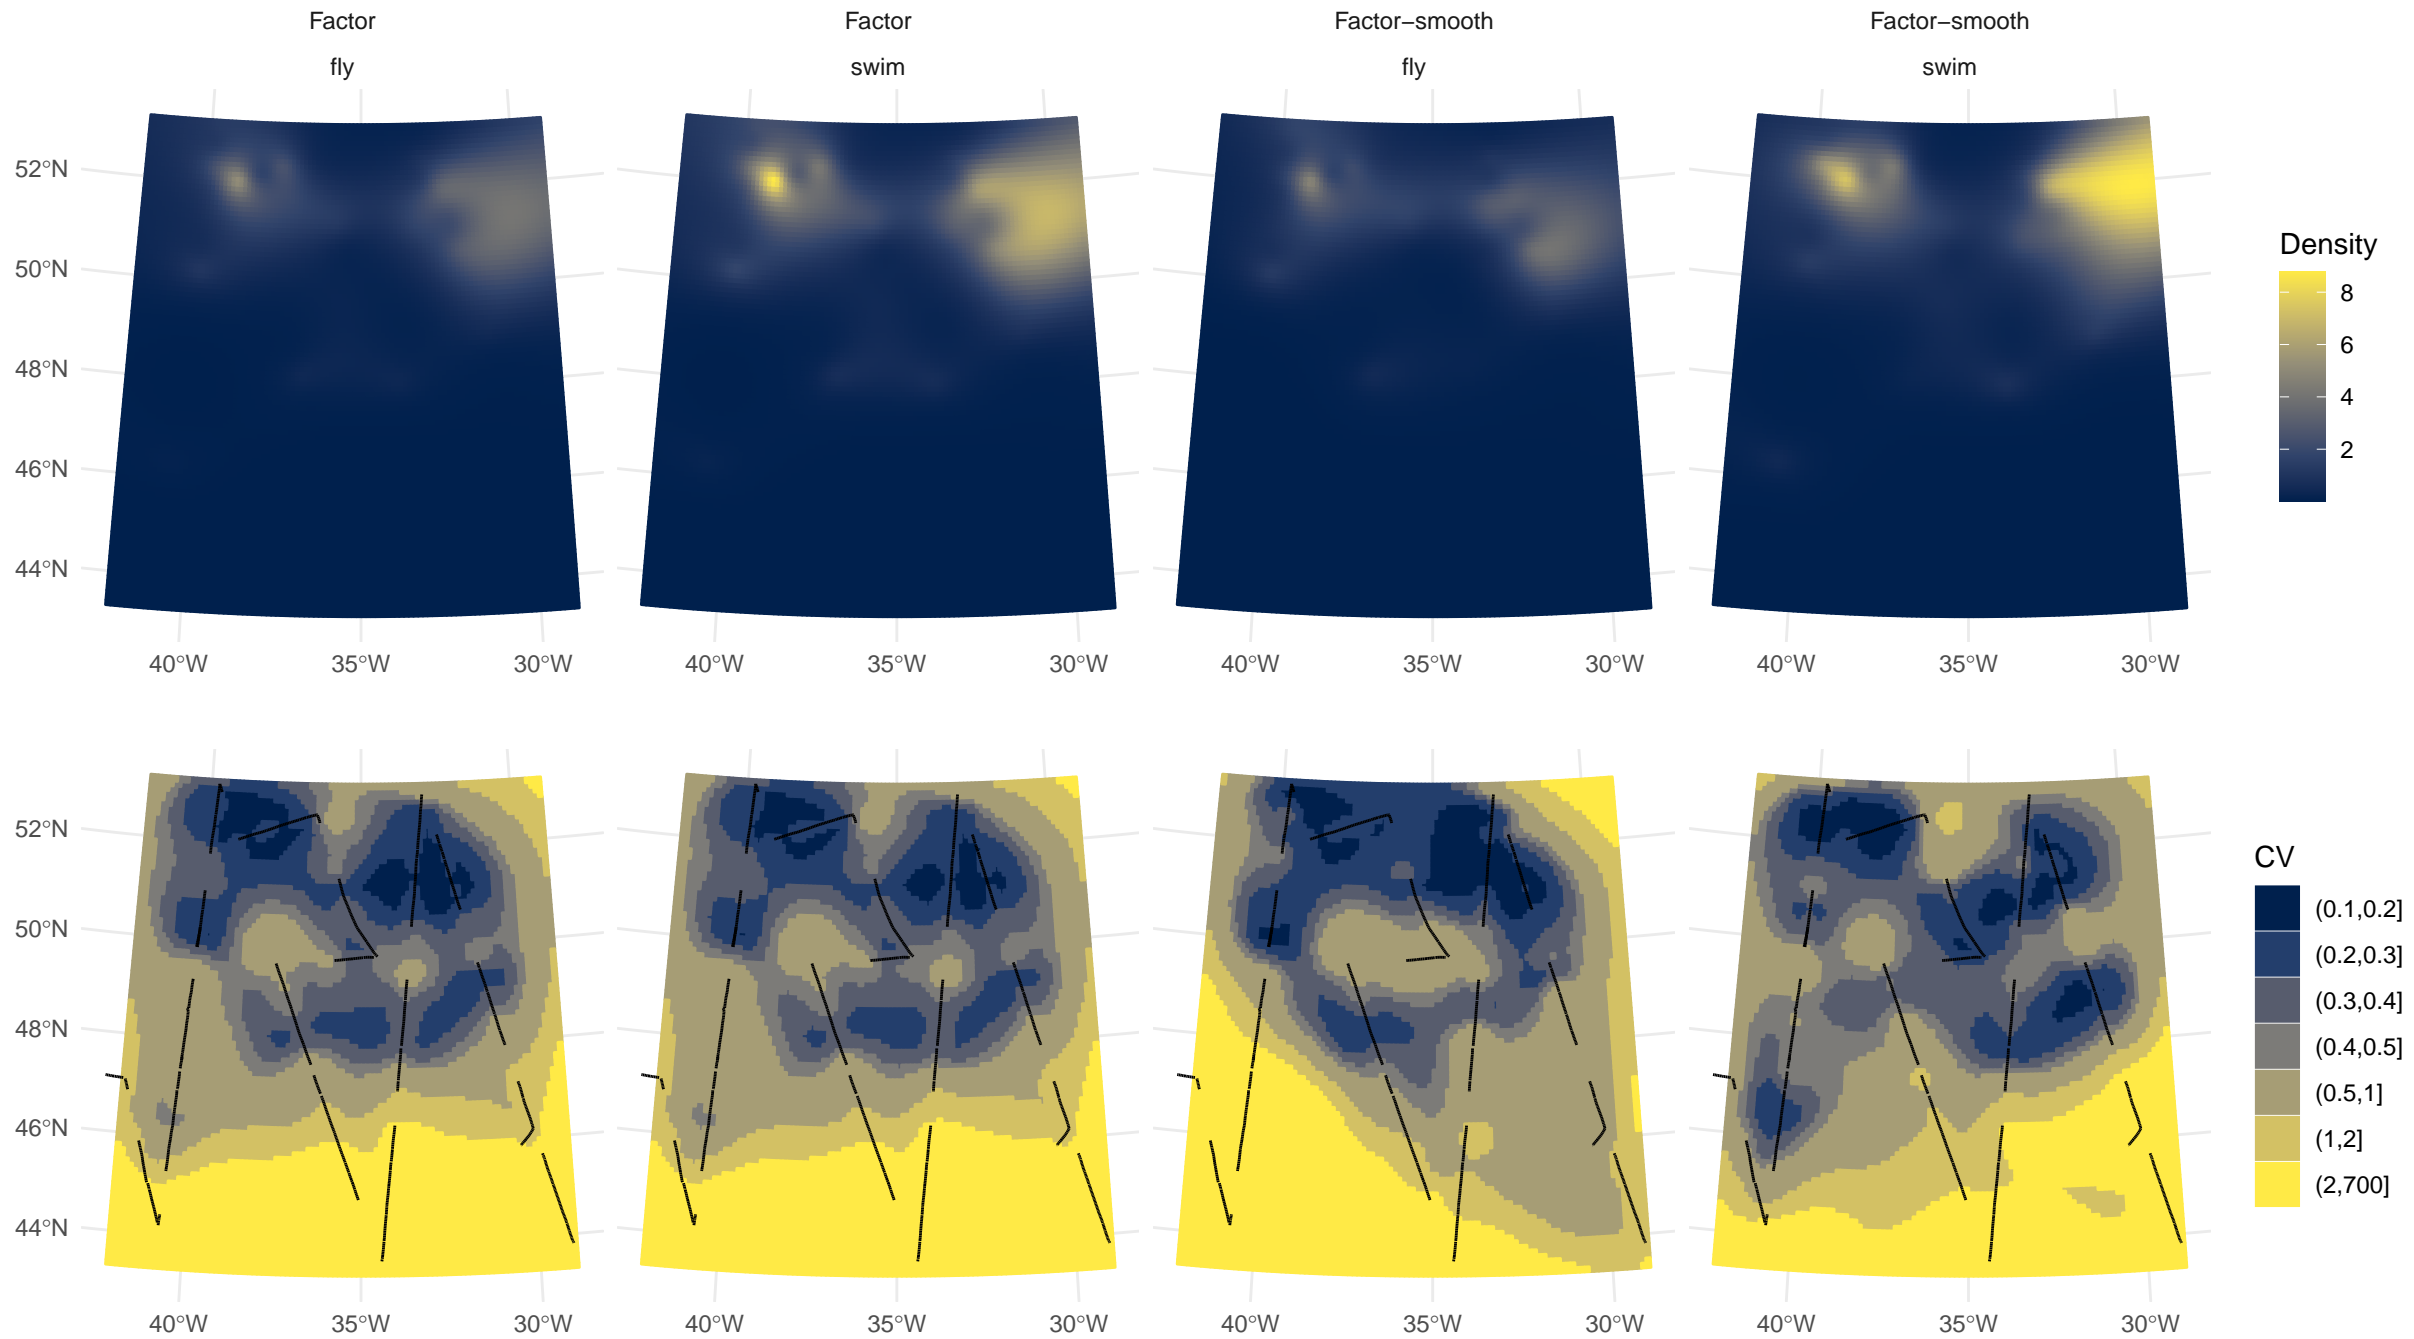 Factor Factor Factor–smooth Factor–smooth
fly swim fly swim
52°N
50°N
48°N
46°N
44°N
40°W 35°W 30°W 40°W 35°W 30°W 40°W 35°W 30°W 40°W 35°W 30°W
Density
8
6
4
2
52°N
50°N
48°N
46°N
44°N
40°W 35°W 30°W 40°W 35°W 30°W 40°W 35°W 30°W 40°W 35°W 30°W
CV
(0.1,0.2]
(0.2,0.3]
(0.3,0.4]
(0.4,0.5]
(0.5,1]
(1,2]
(2,700]